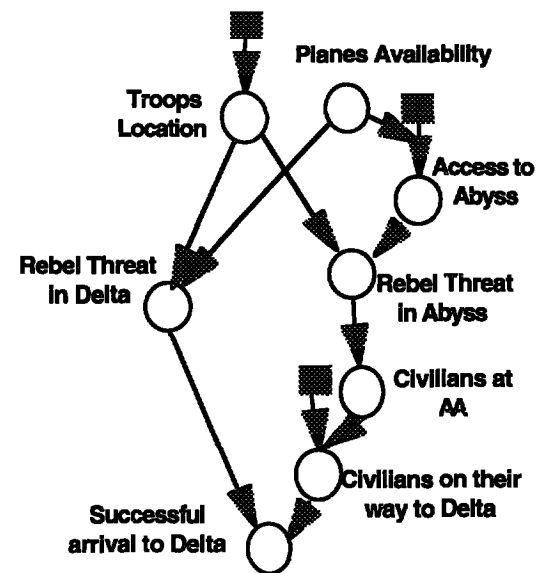 Planes Availability
Troops
Location
Access to
Abyss
Rebel Threat
in Delta
Rebel Threat
in Abyss
Civilians at
AA
Civilians on their
way to Delta
Successful
arrival to Delta